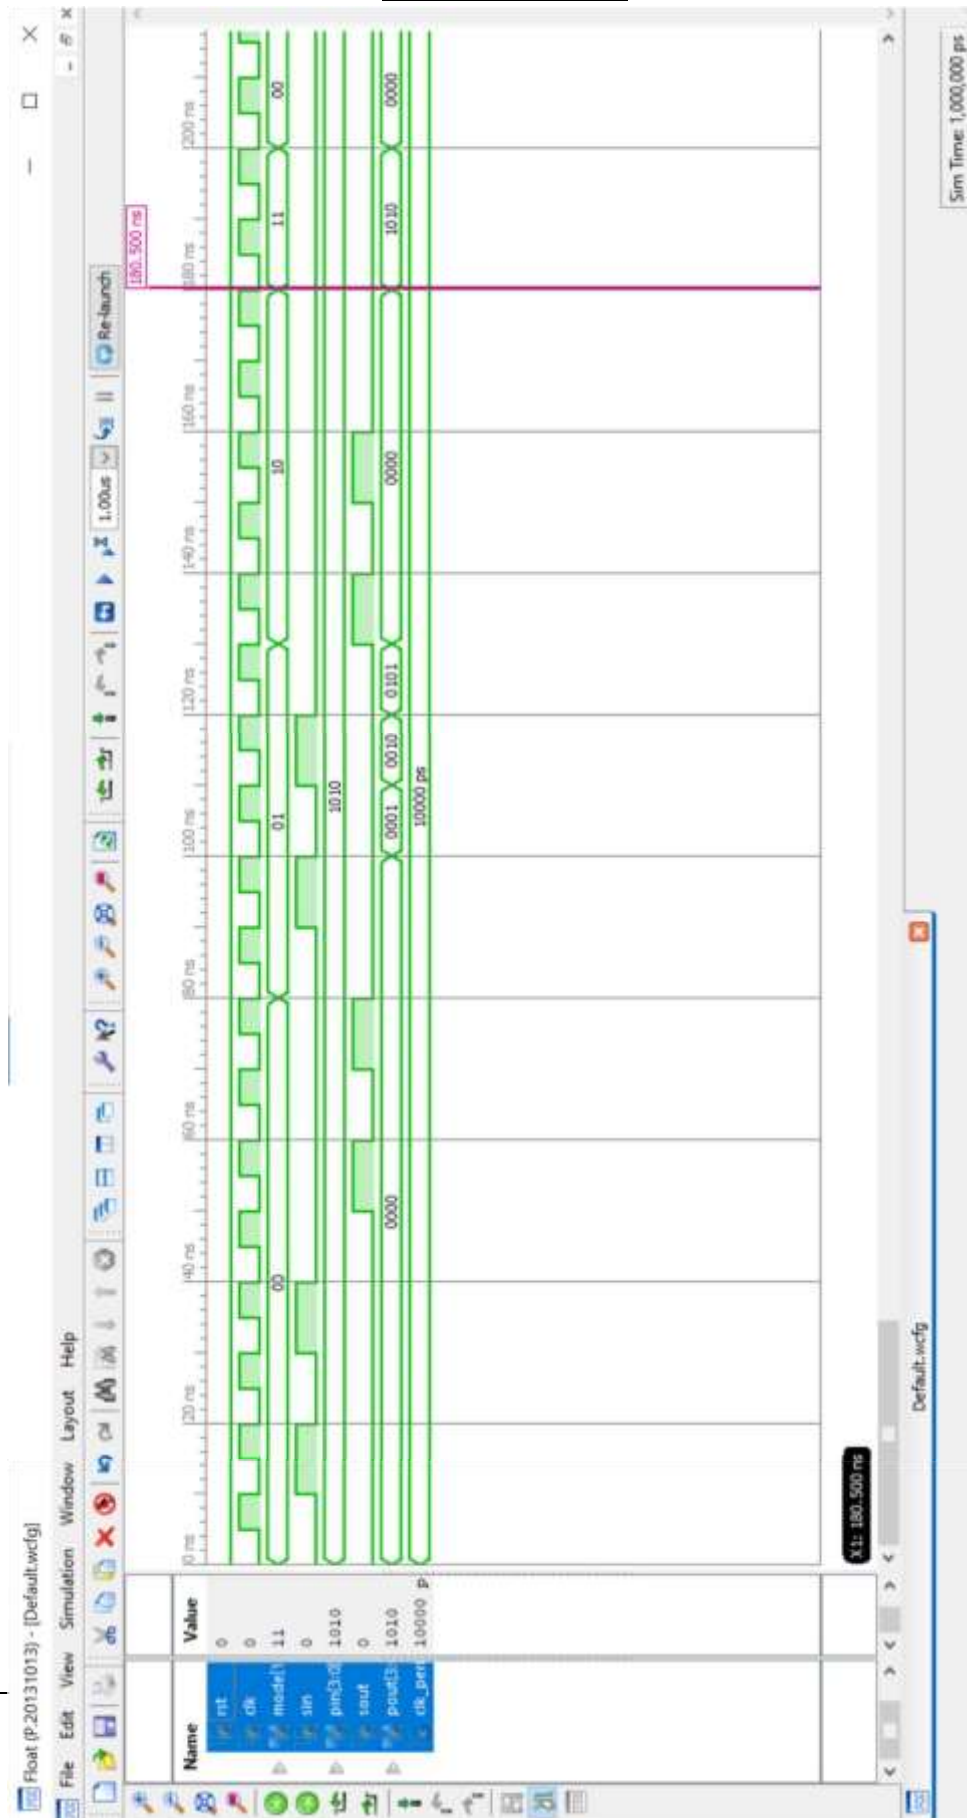 Float (P.20131013) - [Default.wcfg]
File Edit View Simulation Window Layout Help
1.00us
Re-launch
180.500 ns
Name
Value
0 ns
20 ns
40 ns
60 ns
80 ns
100 ns
120 ns
140 ns
160 ns
180 ns
200 ns
rst
0
clk
0
mode[1
11
00
01
10
11
00
sin
0
pin[3:0]
1010
1010
sout
0
pout[3:
1010
0000
0001
0010
0101
0000
1010
0000
clk_peri
10000 p
10000 ps
X1: 180.500 ns
Default.wcfg
Sim Time: 1,000,000 ps